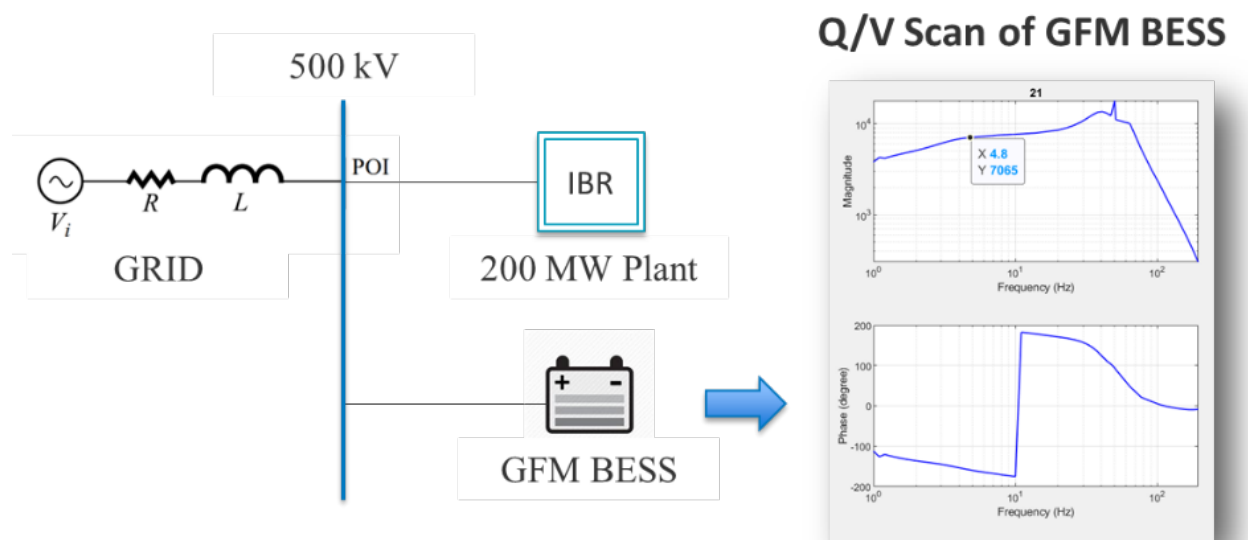 Q/V Scan of GFM BESS
500 kV
POI
V_i
R
L
GRID
IBR
200 MW Plant
+ -
GFM BESS
21
Magnitude
10^4
10^3
X 4.8
Y 7065
10^0
10^1
10^2
Frequency (Hz)
Phase (degree)
200
100
0
-100
-200
10^0
10^1
10^2
Frequency (Hz)